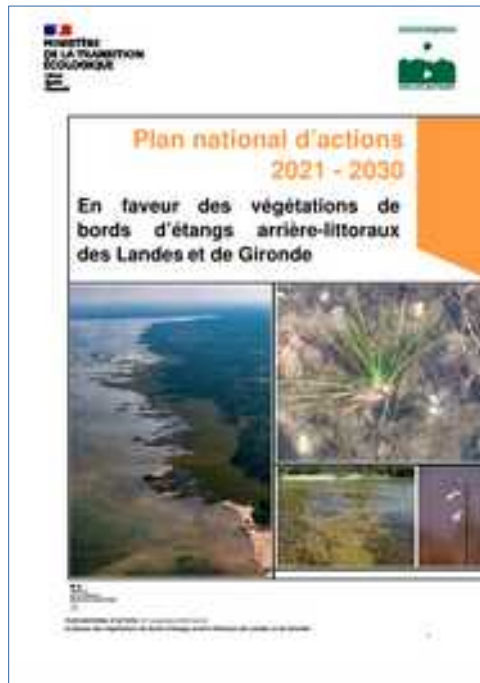 MINISTÈRE
DE LA TRANSITION
ÉCOLOGIQUE
Plan national d'actions
2021 - 2030
En faveur des végétations de
bords d'étangs arrière-littoraux
des Landes et de Gironde